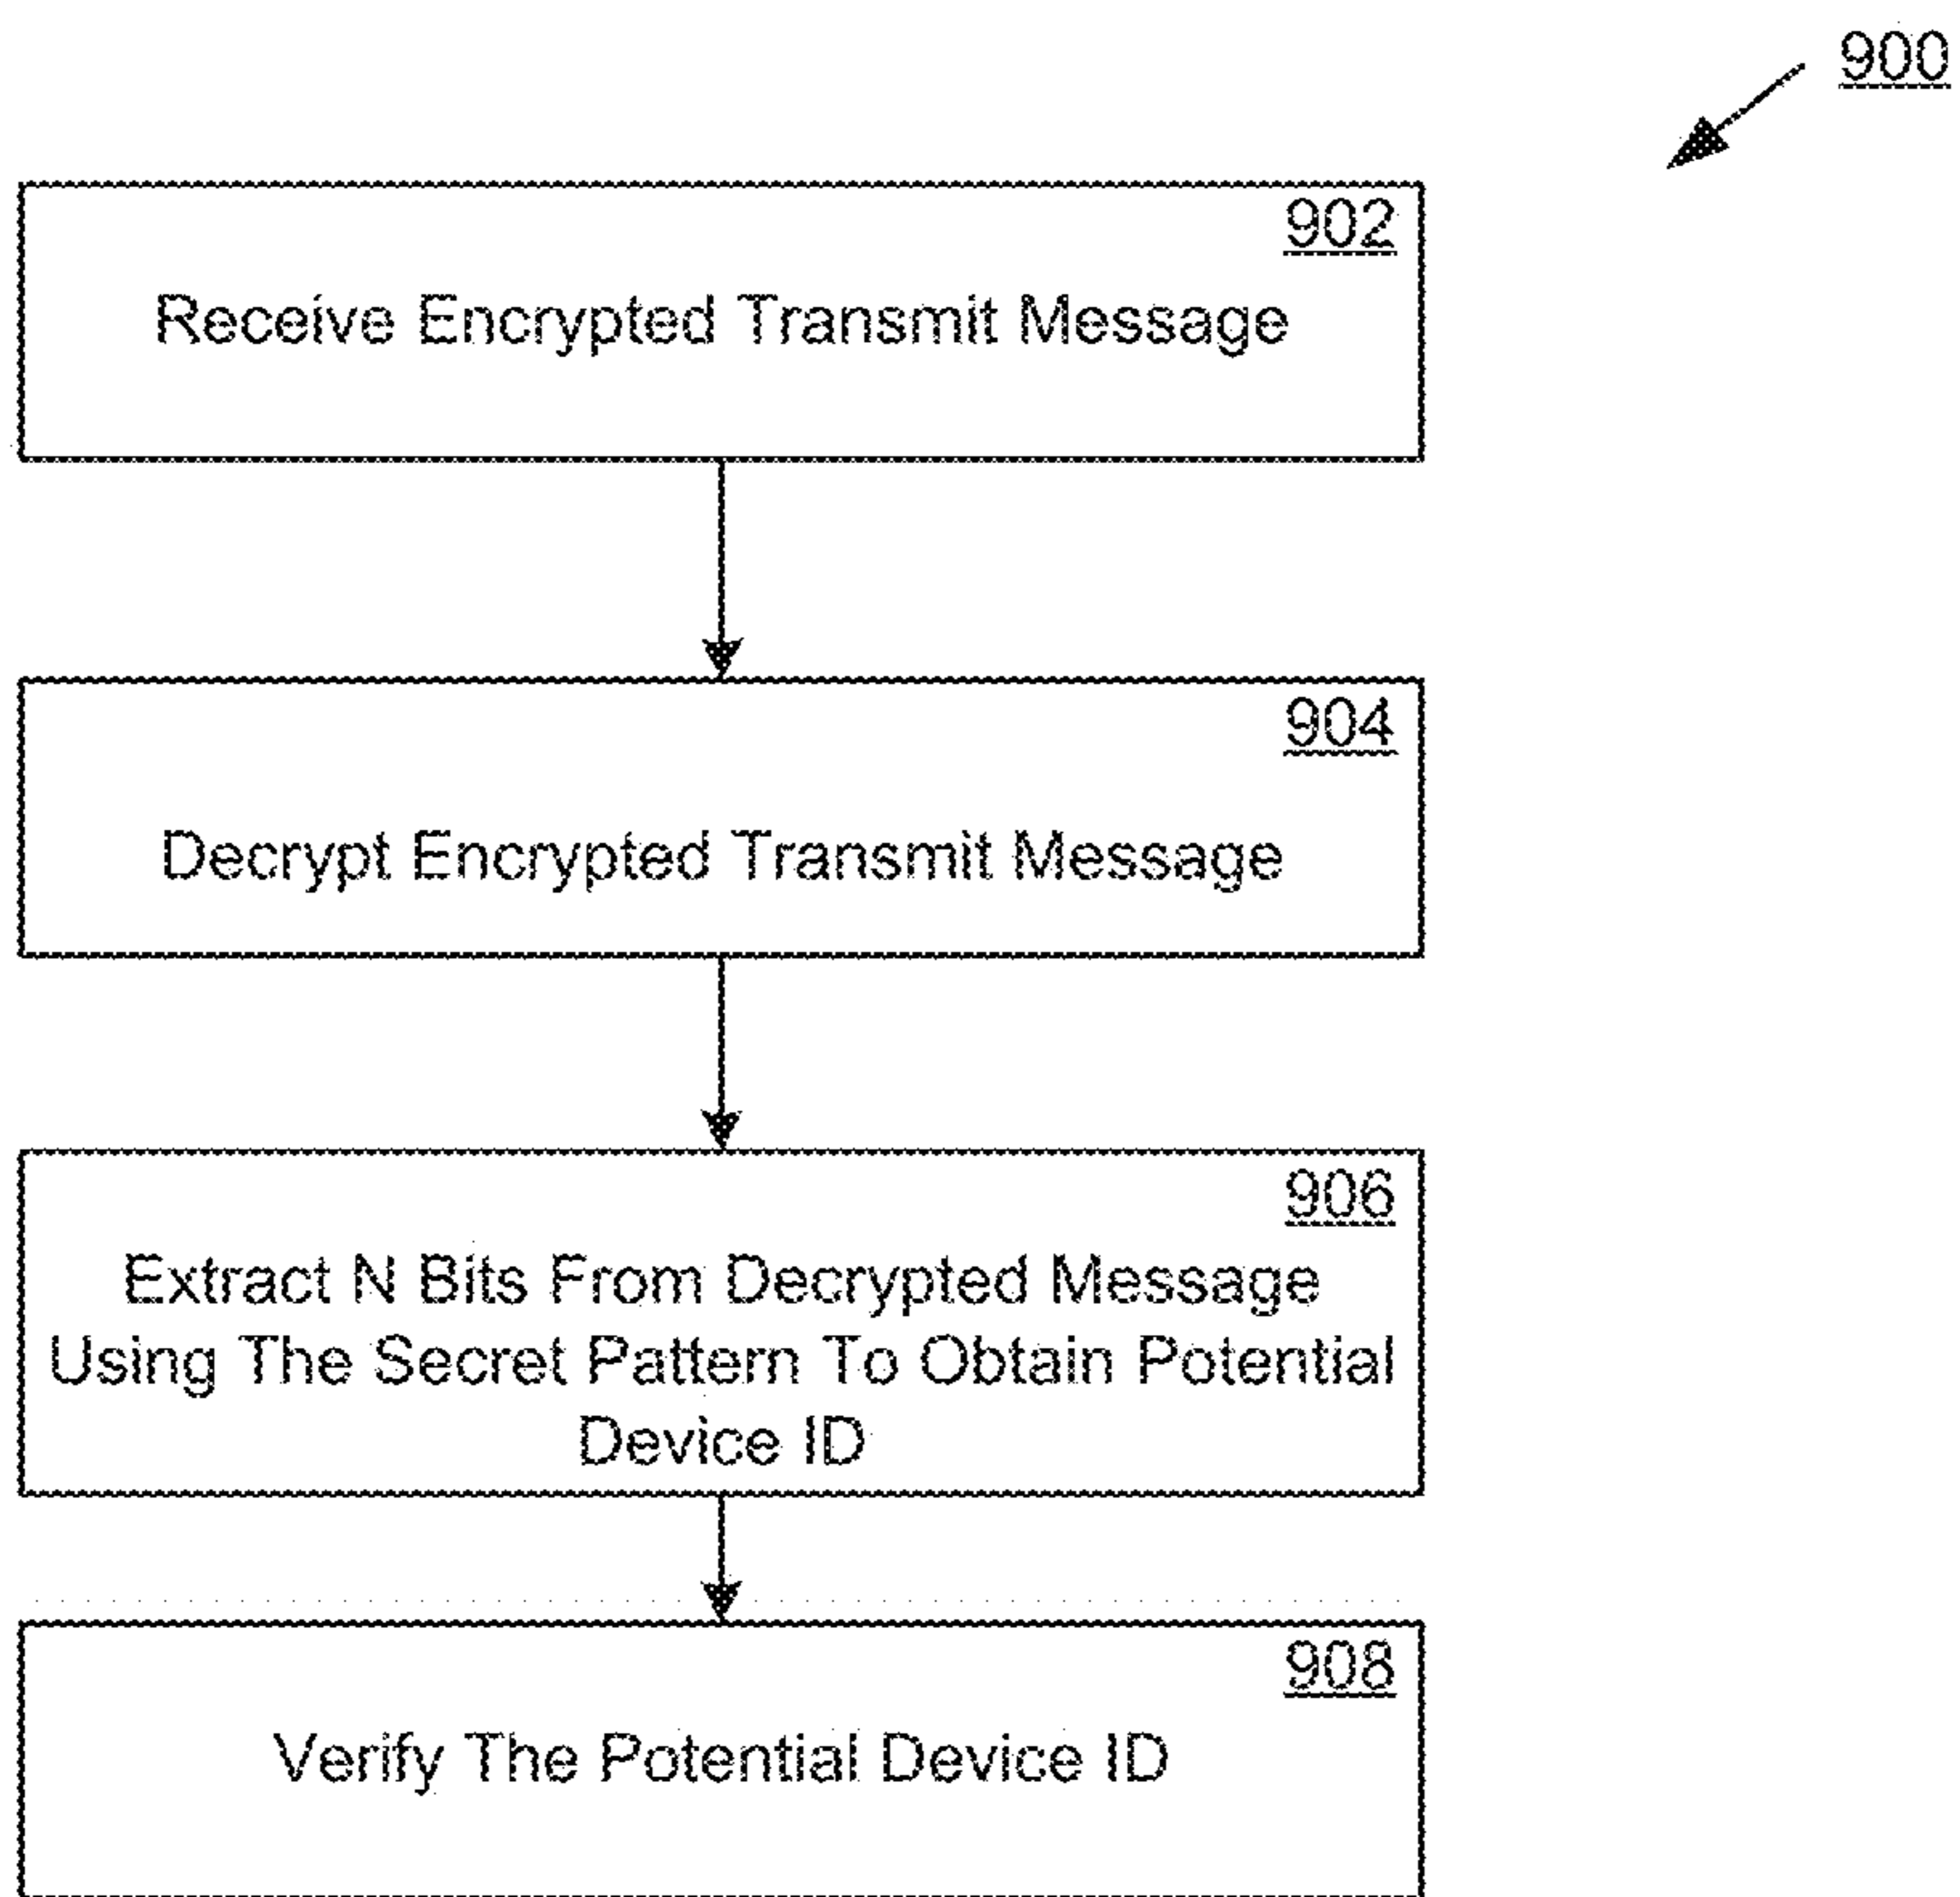 900
902
Receive Encrypted Transmit Message
904
Decrypt Encrypted Transmit Message
906
Extract N Bits From Decrypted Message
Using The Secret Pattern To Obtain Potential
Device ID
908
Verify The Potential Device ID